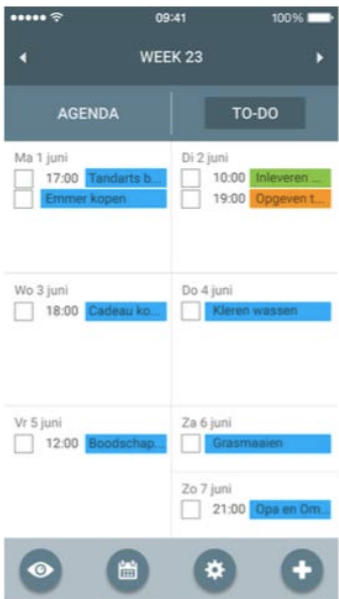 09:41
100%
WEEK 23
AGENDA
TO-DO
Ma 1 juni
17:00 Tandarts b...
Emmer kopen
Di 2 juni
10:00 Inleveren ...
19:00 Opgeven t...
Wo 3 juni
18:00 Cadeau ko...
Do 4 juni
Kleren wassen
Vr 5 juni
12:00 Boodschap...
Za 6 juni
Grasmaaien
Zo 7 juni
21:00 Opa en Om...